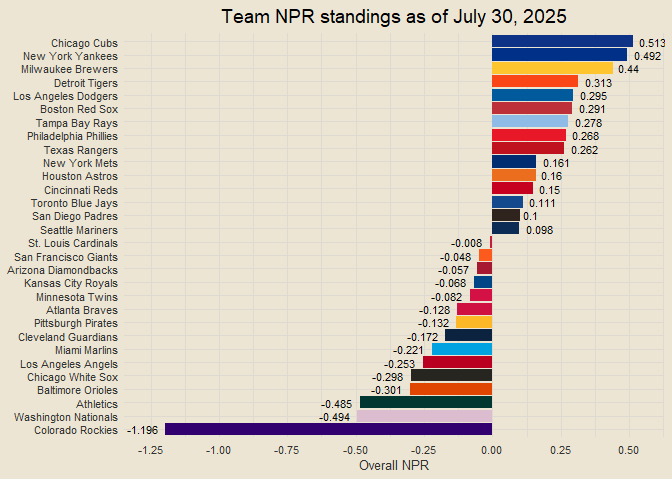 Team NPR standings as of July 30, 2025
Chicago Cubs 0.513
New York Yankees 0.492
Milwaukee Brewers 0.44
Detroit Tigers 0.313
Los Angeles Dodgers 0.295
Boston Red Sox 0.291
Tampa Bay Rays 0.278
Philadelphia Phillies 0.268
Texas Rangers 0.262
New York Mets 0.161
Houston Astros 0.16
Cincinnati Reds 0.15
Toronto Blue Jays 0.111
San Diego Padres 0.1
Seattle Mariners 0.098
St. Louis Cardinals -0.008
San Francisco Giants -0.048
Arizona Diamondbacks -0.057
Kansas City Royals -0.068
Minnesota Twins -0.082
Atlanta Braves -0.128
Pittsburgh Pirates -0.132
Cleveland Guardians -0.172
Miami Marlins -0.221
Los Angeles Angels -0.253
Chicago White Sox -0.298
Baltimore Orioles -0.301
Athletics -0.485
Washington Nationals -0.494
Colorado Rockies -1.196
-1.25 -1.00 -0.75 -0.50 -0.25 0.00 0.25 0.50
Overall NPR